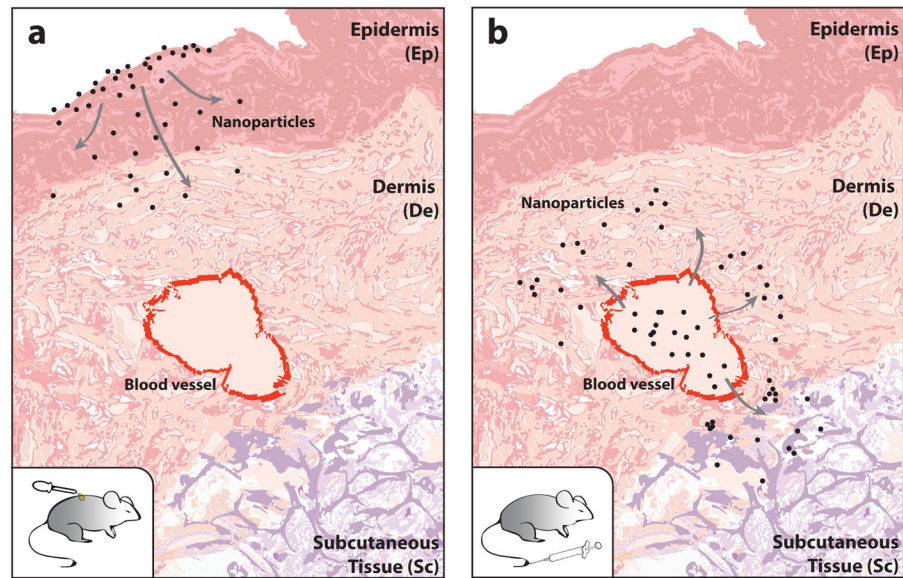 a
Epidermis
(Ep)
Nanoparticles
Dermis
(De)
Blood vessel
Subcutaneous
Tissue (Sc)
b
Epidermis
(Ep)
Nanoparticles
Dermis
(De)
Blood vessel
Subcutaneous
Tissue (Sc)